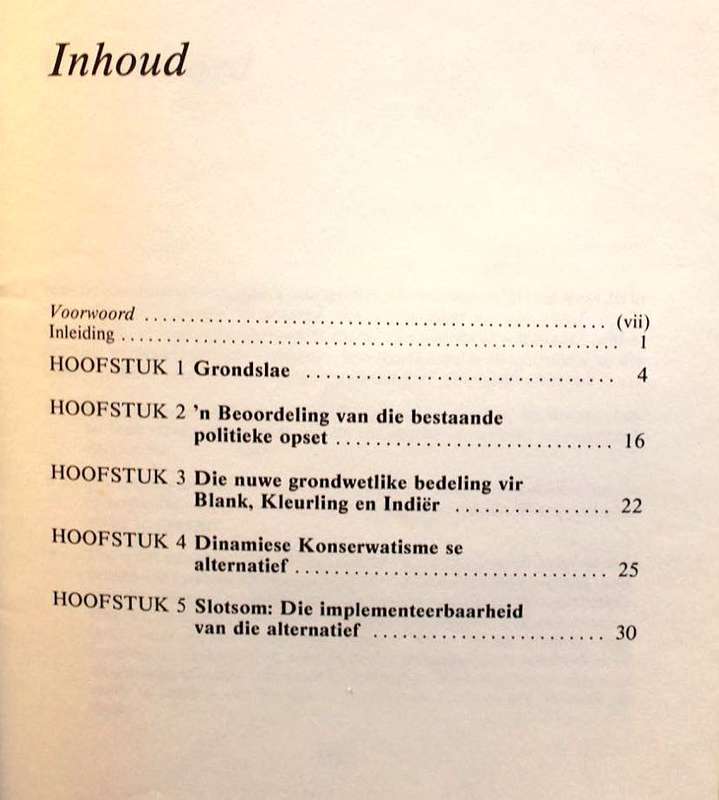 Inhoud
Voorwoord ................................................... (vii)
Inleiding ...................................................... 1
HOOFSTUK 1 Grondslae .................................. 4
HOOFSTUK 2 'n Beoordeling van die bestaande
politieke opset .............................. 16
HOOFSTUK 3 Die nuwe grondwetlike bedeling vir
Blank, Kleurling en Indiër ................. 22
HOOFSTUK 4 Dinamiese Konserwatisme se
alternatief .................................. 25
HOOFSTUK 5 Slotsom: Die implementeerbaarheid
van die alternatief ......................... 30